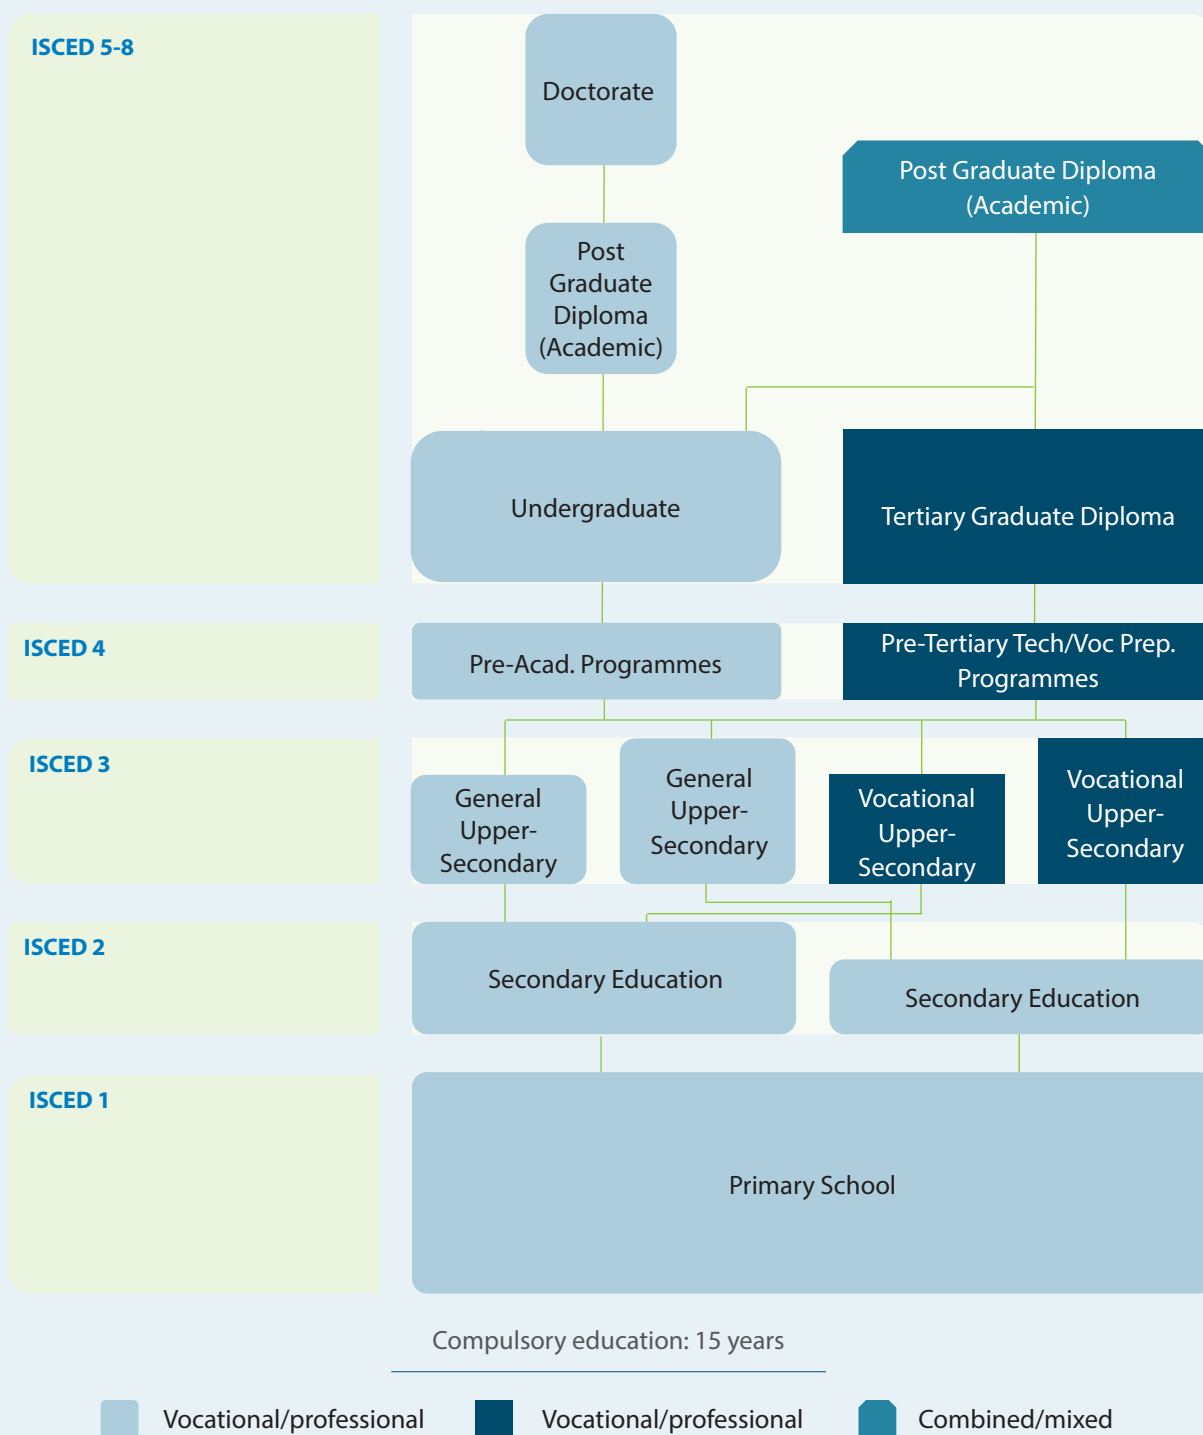 ISCED 5-8
Doctorate
Post Graduate Diploma
(Academic)
Post
Graduate
Diploma
(Academic)
Undergraduate
Tertiary Graduate Diploma
ISCED 4
Pre-Acad. Programmes
Pre-Tertiary Tech/Voc Prep.
Programmes
ISCED 3
General
Upper-
Secondary
General
Upper-
Secondary
Vocational
Upper-
Secondary
Vocational
Upper-
Secondary
ISCED 2
Secondary Education
Secondary Education
ISCED 1
Primary School
Compulsory education: 15 years
Vocational/professional
Vocational/professional
Combined/mixed